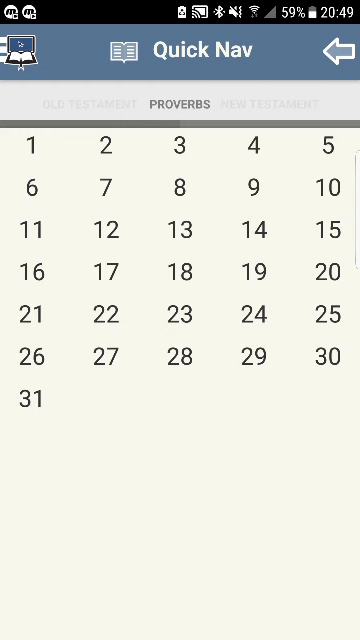 59% 20:49
Quick Nav
OLD TESTAMENT PROVERBS NEW TESTAMENT
1 2 3 4 5
6 7 8 9 10
11 12 13 14 15
16 17 18 19 20
21 22 23 24 25
26 27 28 29 30
31